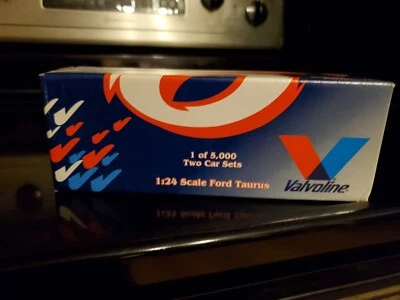 1 of 5,000
Two Car Sets
1:24 Scale Ford Taurus
Valvoline